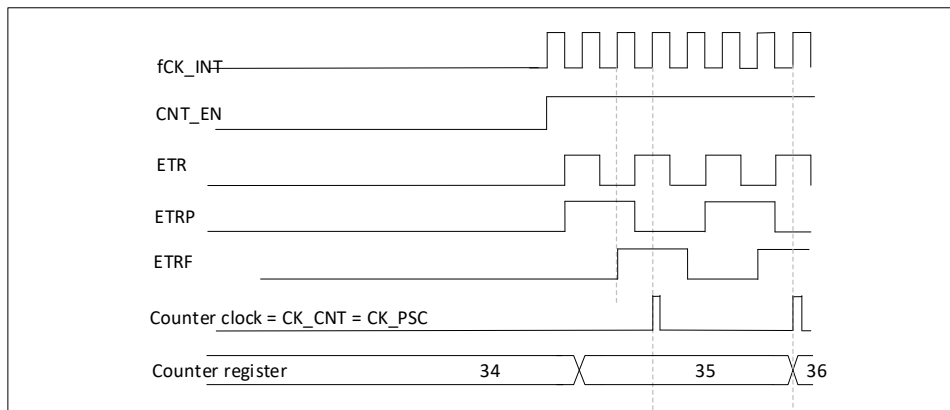 fCK_INT
CNT_EN
ETR
ETRP
ETRF
Counter clock = CK_CNT = CK_PSC
Counter register 34 35 36